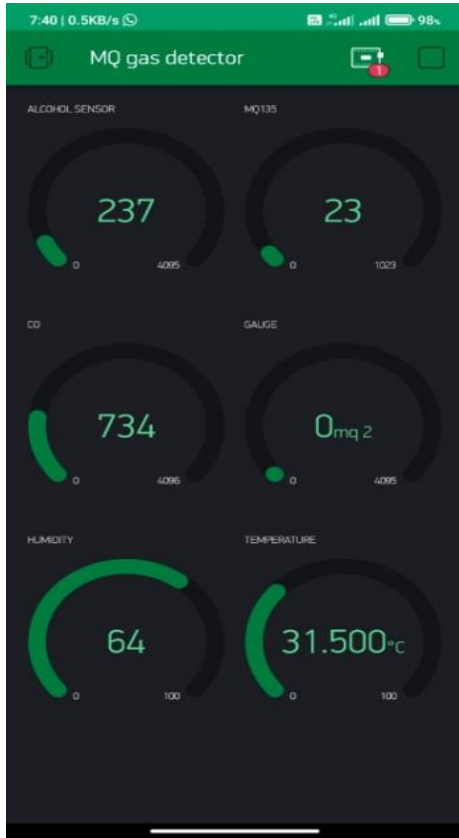 7:40 | 0.5KB/s 98%
MQ gas detector
1
ALCOHOL SENSOR MQ135
237 23
0 4095 0 1023
CO GAUGE
734 0mq 2
0 4096 0 4095
HUMIDITY TEMPERATURE
64 31.500°C
0 100 0 100